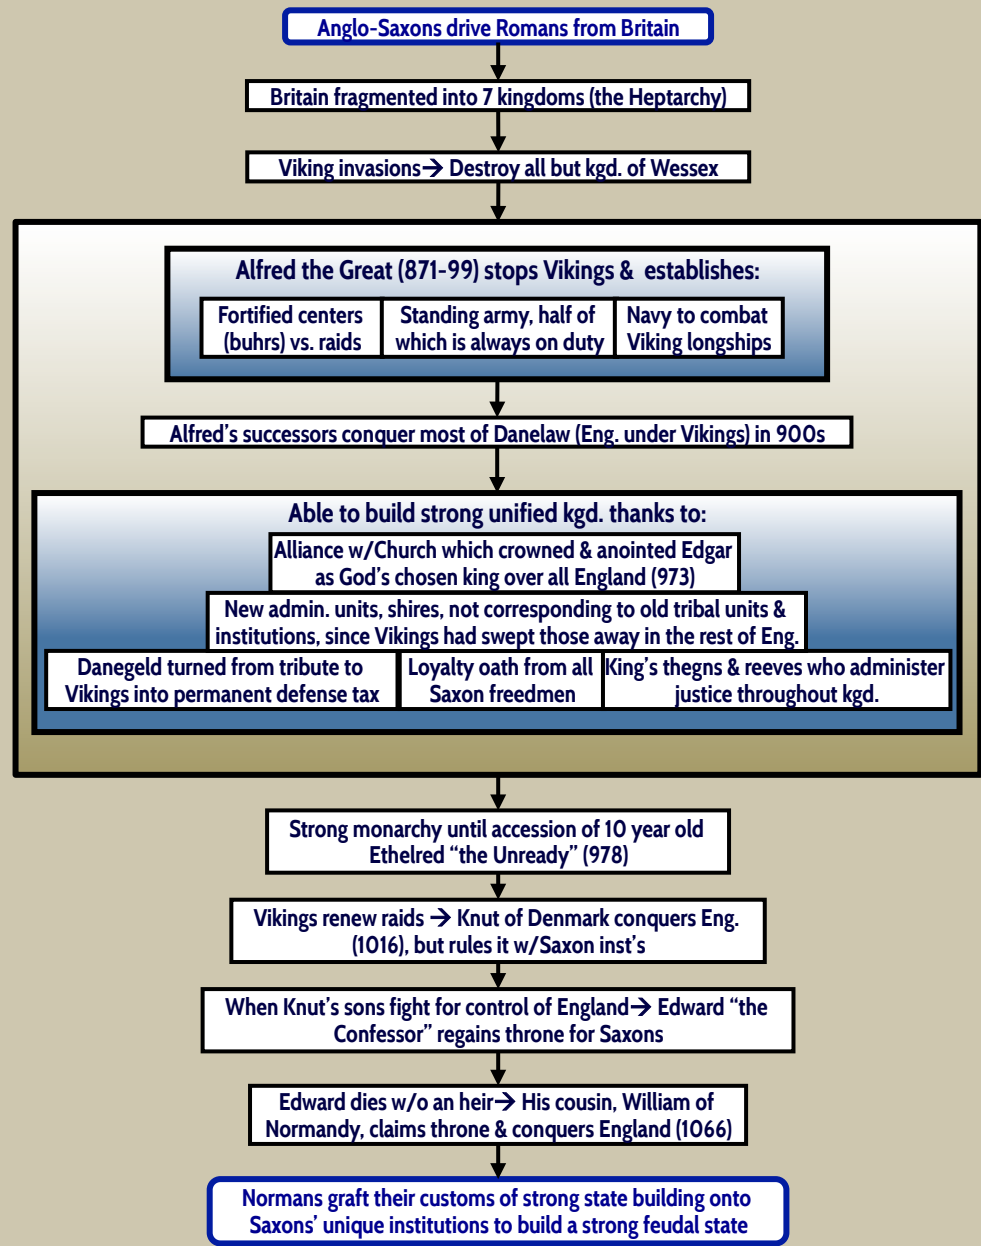 Anglo-Saxons drive Romans from Britain
Britain fragmented into 7 kingdoms (the Heptarchy)
Viking invasions→ Destroy all but kgd. of Wessex
Alfred the Great (871-99) stops Vikings & establishes:
Fortified centers
(buhrs) vs. raids
Standing army, half of
which is always on duty
Navy to combat
Viking longships
Alfred's successors conquer most of Danelaw (Eng. under Vikings) in 900s
Able to build strong unified kgd. thanks to:
Alliance w/Church which crowned & anointed Edgar
as God's chosen king over all England (973)
New admin. units, shires, not corresponding to old tribal units &
institutions, since Vikings had swept those away in the rest of Eng.
Danegeld turned from tribute to
Vikings into permanent defense tax
Loyalty oath from all
Saxon freedmen
King's thegns & reeves who administer
justice throughout kgd.
Strong monarchy until accession of 10 year old
Ethelred "the Unready" (978)
Vikings renew raids → Knut of Denmark conquers Eng.
(1016), but rules it w/Saxon inst's
When Knut's sons fight for control of England→ Edward "the
Confessor" regains throne for Saxons
Edward dies w/o an heir→ His cousin, William of
Normandy, claims throne & conquers England (1066)
Normans graft their customs of strong state building onto
Saxons' unique institutions to build a strong feudal state